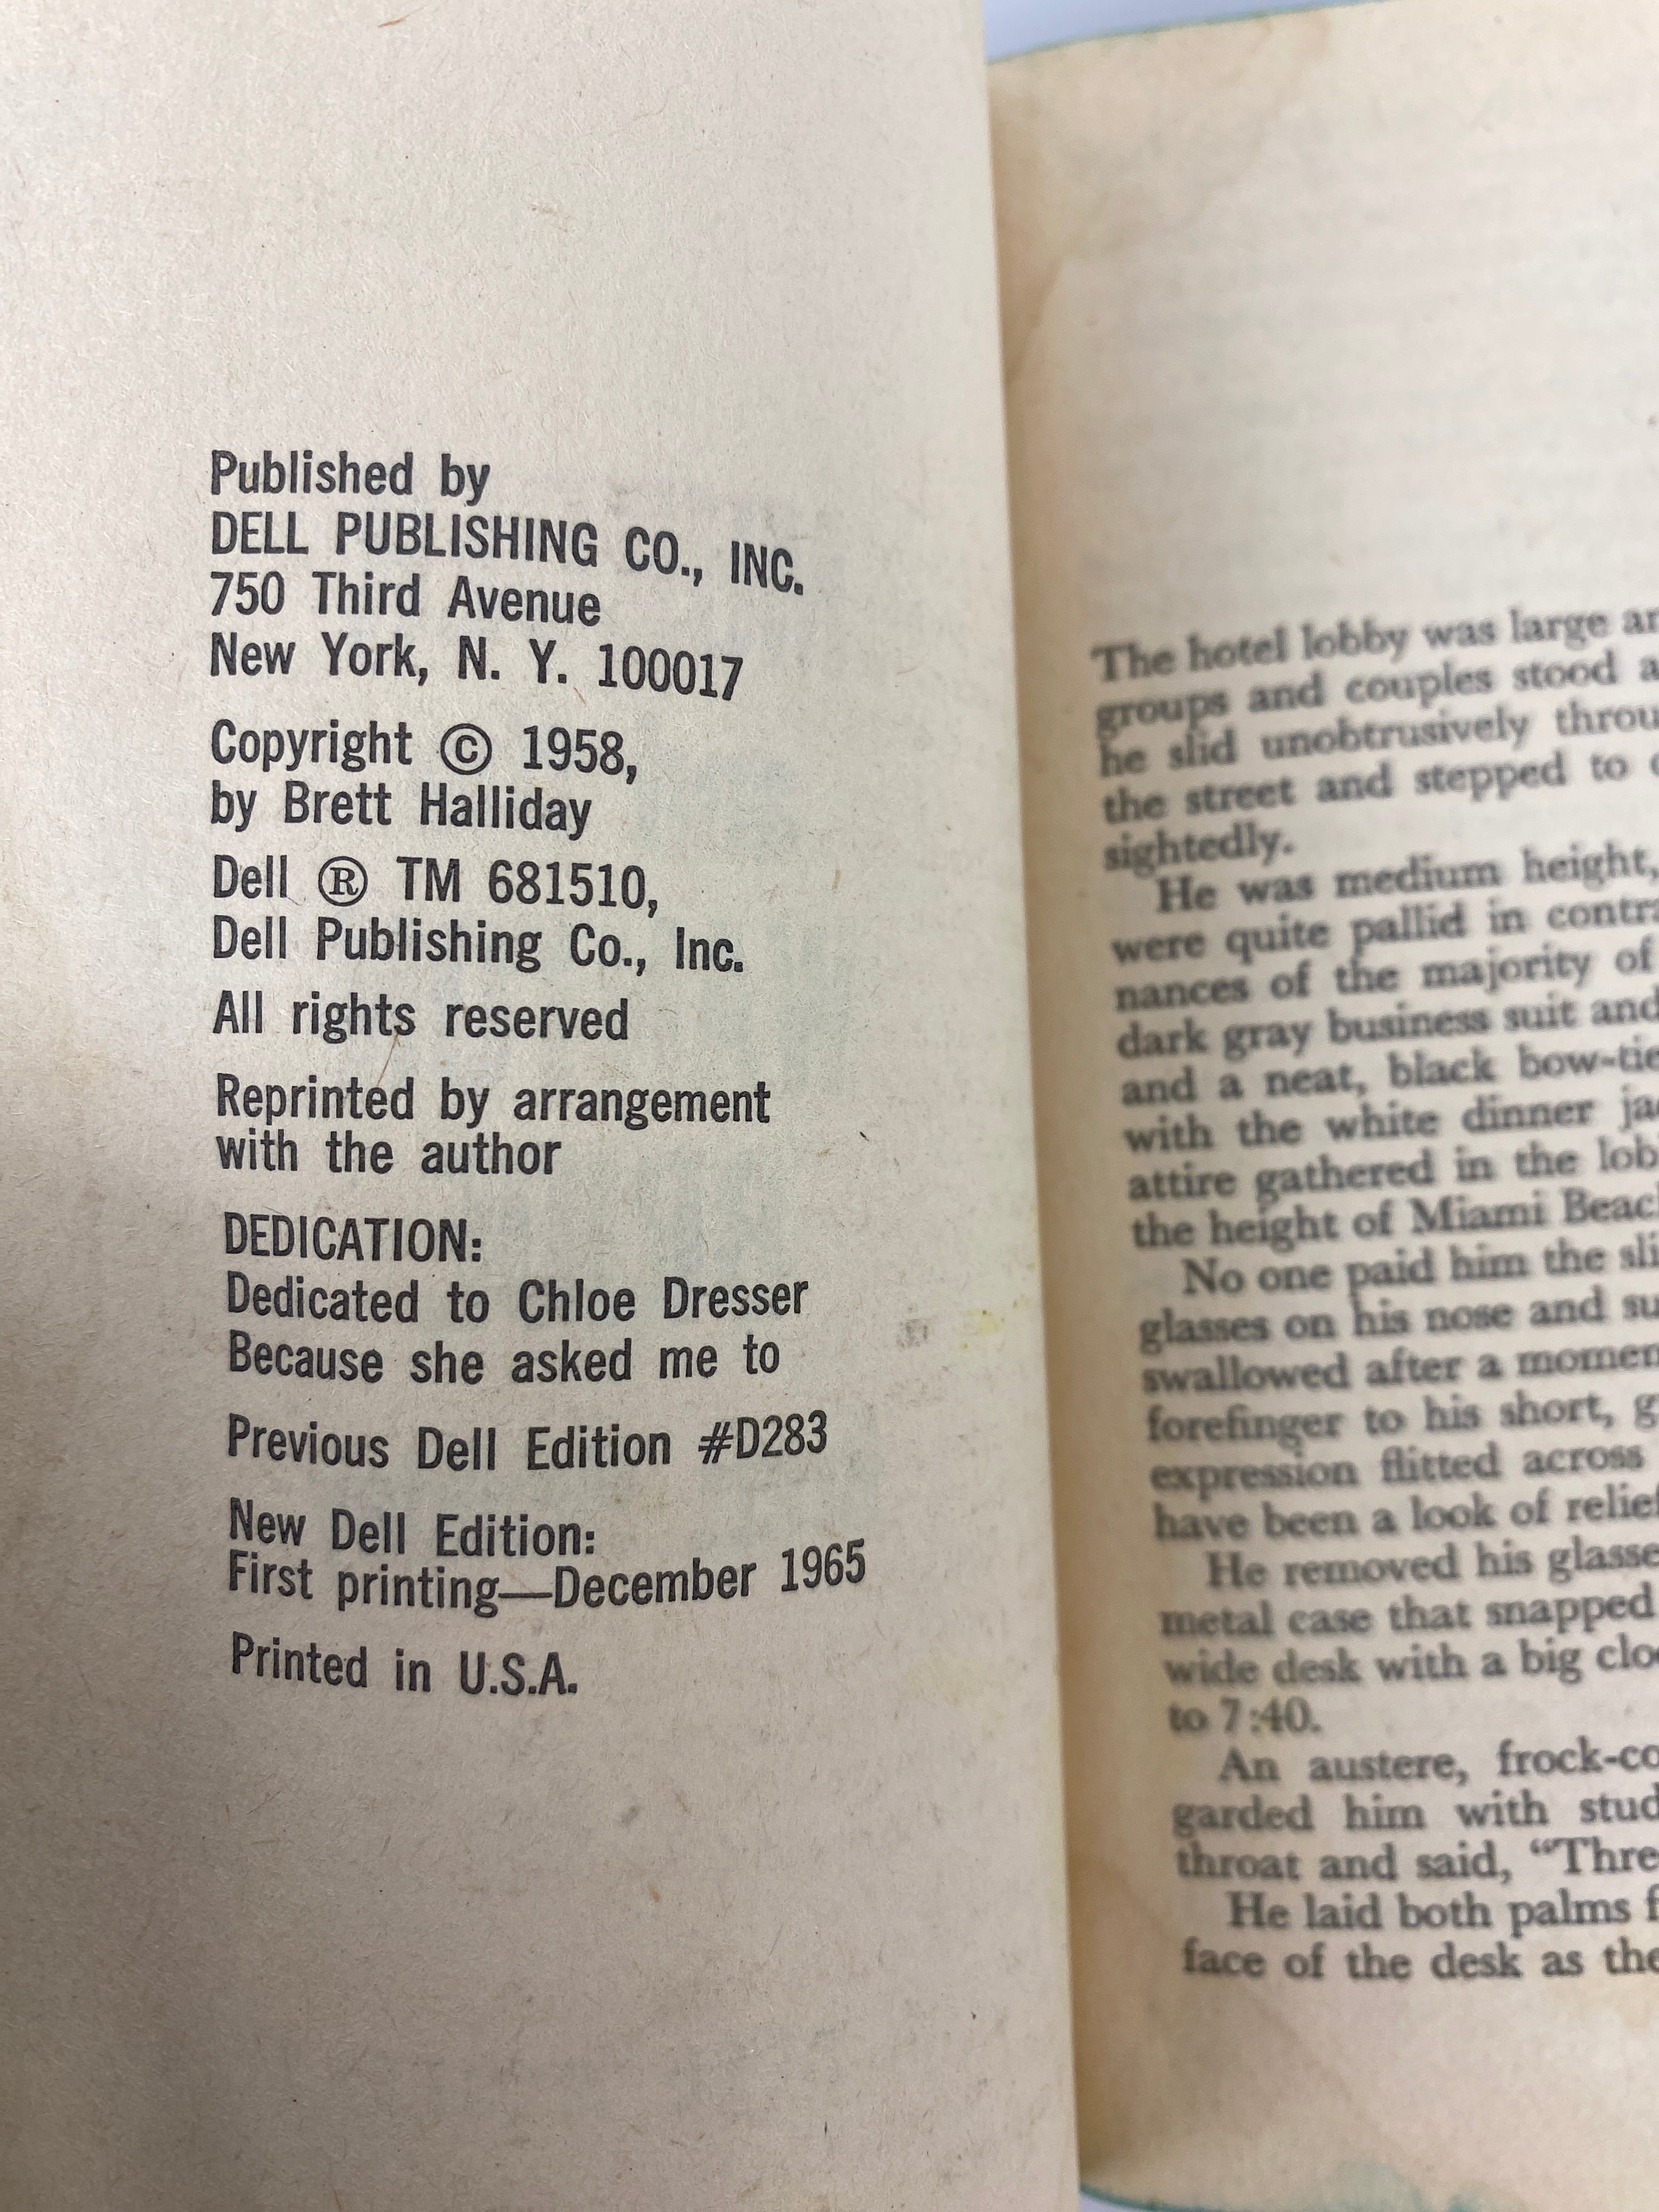 Published by
DELL PUBLISHING CO., INC.
750 Third Avenue
New York, N. Y. 100017
Copyright © 1958,
by Brett Halliday
Dell ® TM 681510,
Dell Publishing Co., Inc.
All rights reserved
Reprinted by arrangement
with the author
DEDICATION:
Dedicated to Chloe Dresser
Because she asked me to
Previous Dell Edition #D283
New Dell Edition:
First printing—December 1965
Printed in U.S.A.
The hotel lobby was large
groups and couples stood
he slid unobtrusively
the street and stepped to
sightedly.
He was medium height,
were quite pallid in
nances of the majority of
dark gray business suit and
and a neat, black bow-tie
with the white dinner
attire gathered in the
the height of Miami
No one paid him the
glasses on his nose and
swallowed after a
forefinger to his short,
expression flitted across
have been a look of
He removed his
metal case that snapped
wide desk with a big
to 7:40.
An austere,
garded him with
throat and said,
He laid both palms
face of the desk as